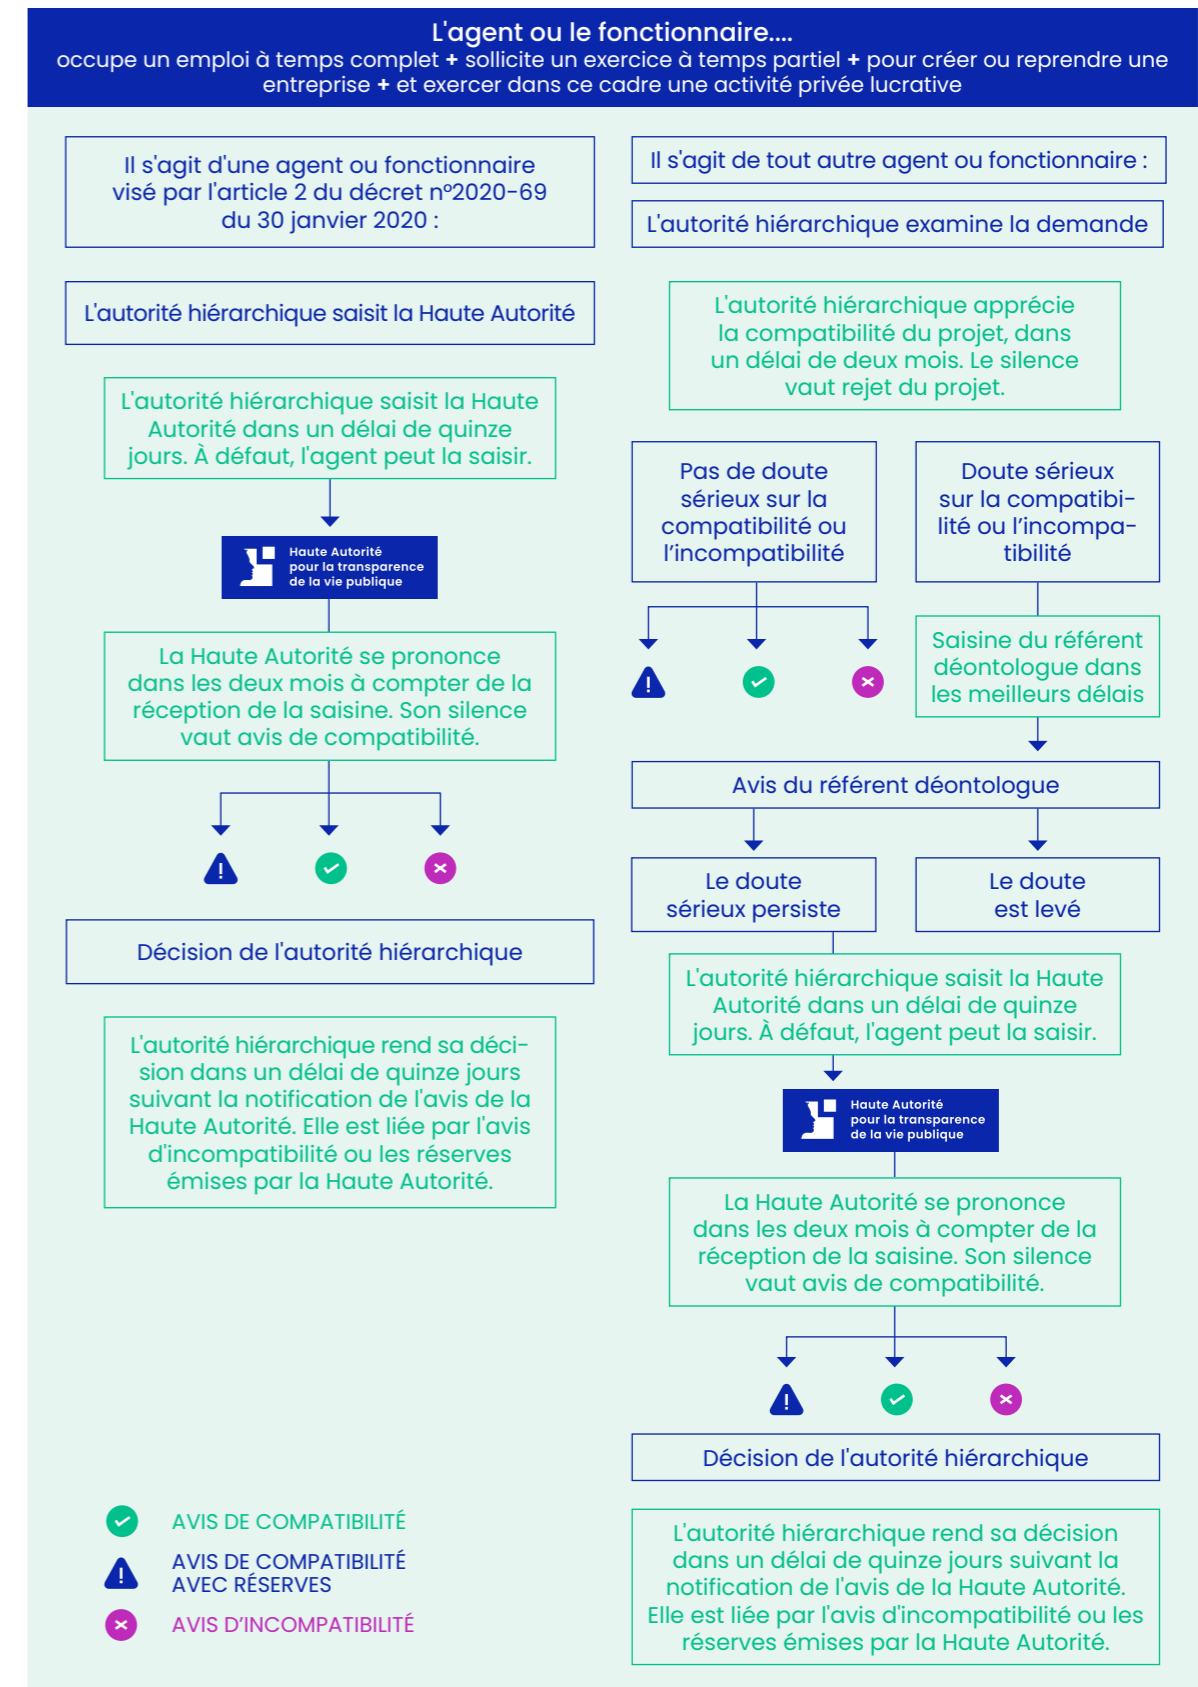 L'agent ou le fonctionnaire....
occupe un emploi à temps complet + sollicite un exercice à temps partiel + pour créer ou reprendre une
entreprise + et exercer dans ce cadre une activité privée lucrative
Il s'agit d'une agent ou fonctionnaire
visé par l'article 2 du décret nº2020-69
du 30 janvier 2020 :
L'autorité hiérarchique saisit la Haute Autorité
L'autorité hiérarchique saisit la Haute
Autorité dans un délai de quinze
jours. À défaut, l'agent peut la saisir.
Haute Autorité
pour la transparence
de la vie publique
La Haute Autorité se prononce
dans les deux mois à compter de la
réception de la saisine. Son silence
vaut avis de compatibilité.
Décision de l'autorité hiérarchique
L'autorité hiérarchique rend sa déci-
sion dans un délai de quinze jours
suivant la notification de l'avis de la
Haute Autorité. Elle est liée par l'avis
d'incompatibilité ou les réserves
émises par la Haute Autorité.
Il s'agit de tout autre agent ou fonctionnaire :
L'autorité hiérarchique examine la demande
L'autorité hiérarchique apprécie
la compatibilité du projet, dans
un délai de deux mois. Le silence
vaut rejet du projet.
Pas de doute
sérieux sur la
compatibilité ou
l’incompatibilité
Doute sérieux
sur la compatibi-
lité ou l’incompa-
tibilité
Saisine du référent
déontologue dans
les meilleurs délais
Avis du référent déontologue
Le doute
sérieux persiste
Le doute
est levé
L'autorité hiérarchique saisit la Haute
Autorité dans un délai de quinze
jours. À défaut, l'agent peut la saisir.
Haute Autorité
pour la transparence
de la vie publique
La Haute Autorité se prononce
dans les deux mois à compter de la
réception de la saisine. Son silence
vaut avis de compatibilité.
Décision de l'autorité hiérarchique
L'autorité hiérarchique rend sa décision
dans un délai de quinze jours suivant la
notification de l'avis de la Haute Autorité.
Elle est liée par l'avis d'incompatibilité ou les
réserves émises par la Haute Autorité.
AVIS DE COMPATIBILITÉ
AVIS DE COMPATIBILITÉ
AVEC RÉSERVES
AVIS D’INCOMPATIBILITÉ